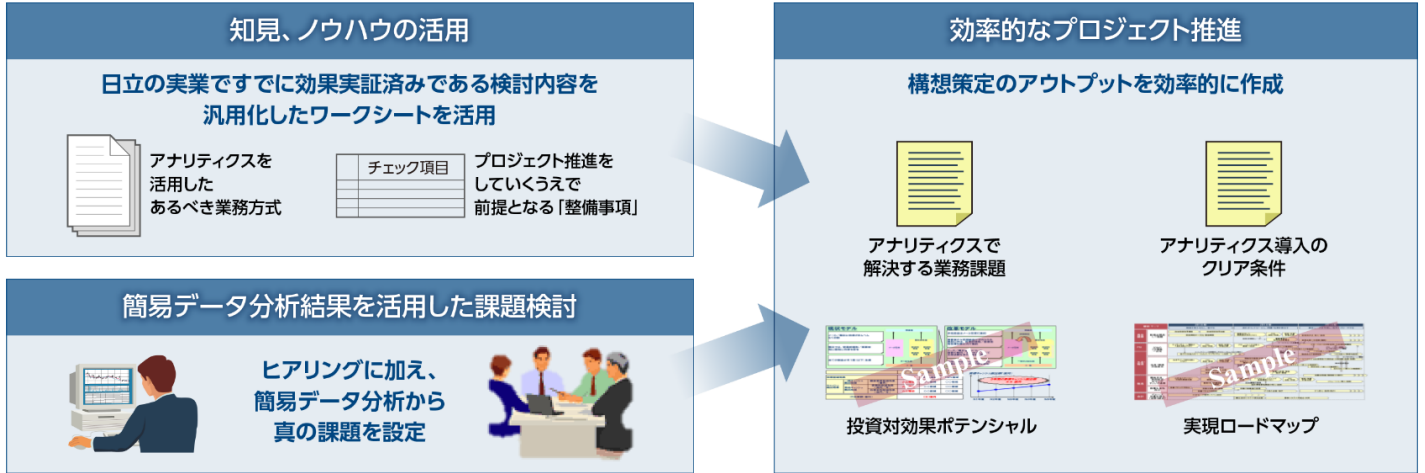 知見、ノウハウの活用
日立の実業ですでに効果実証済みである検討内容を
汎用化したワークシートを活用
アナリティクスを
活用した
あるべき業務方式
チェック項目
プロジェクト推進を
していくうえで
前提となる「整備事項」
簡易データ分析結果を活用した課題検討
ヒアリングに加え、
簡易データ分析から
真の課題を設定
効率的なプロジェクト推進
構想策定のアウトプットを効率的に作成
アナリティクスで
解決する業務課題
アナリティクス導入の
クリア条件
Sample
投資対効果ポテンシャル
Sample
実現ロードマップ